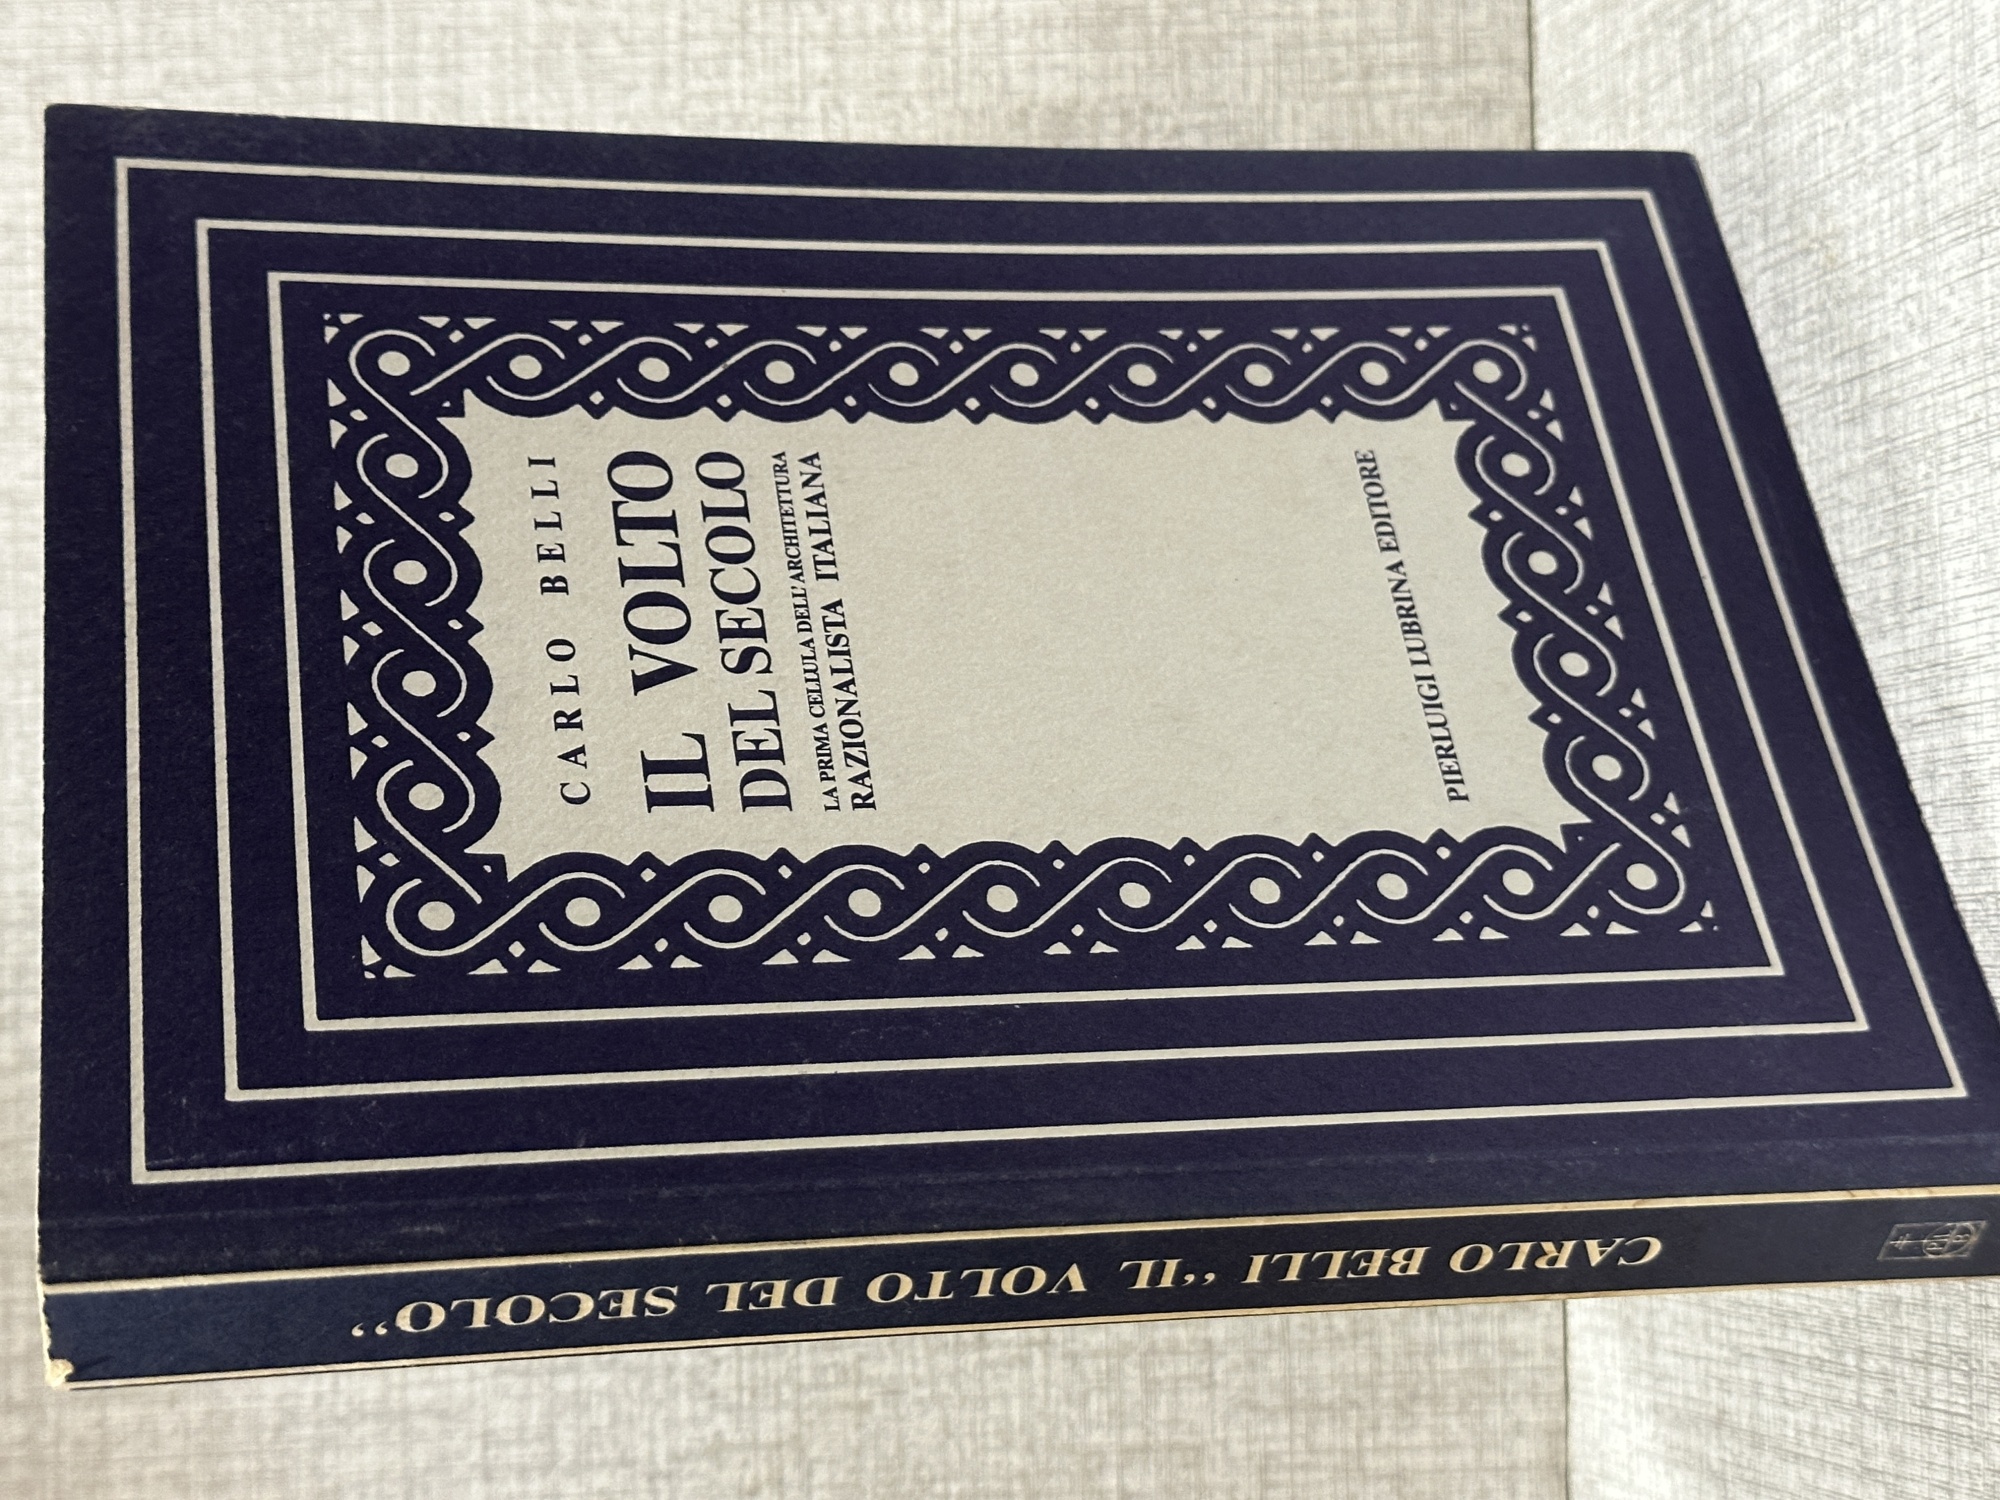 CARLO BELLI
IL VOLTO
DEL SECOLO
LA PRIMA CELLULA DELL'ARCHITETTURA
RAZIONALISTA ITALIANA
PIERLUIGI LUBRINA EDITORE
CARLO BELLI "IL VOLTO DEL SECOLO"